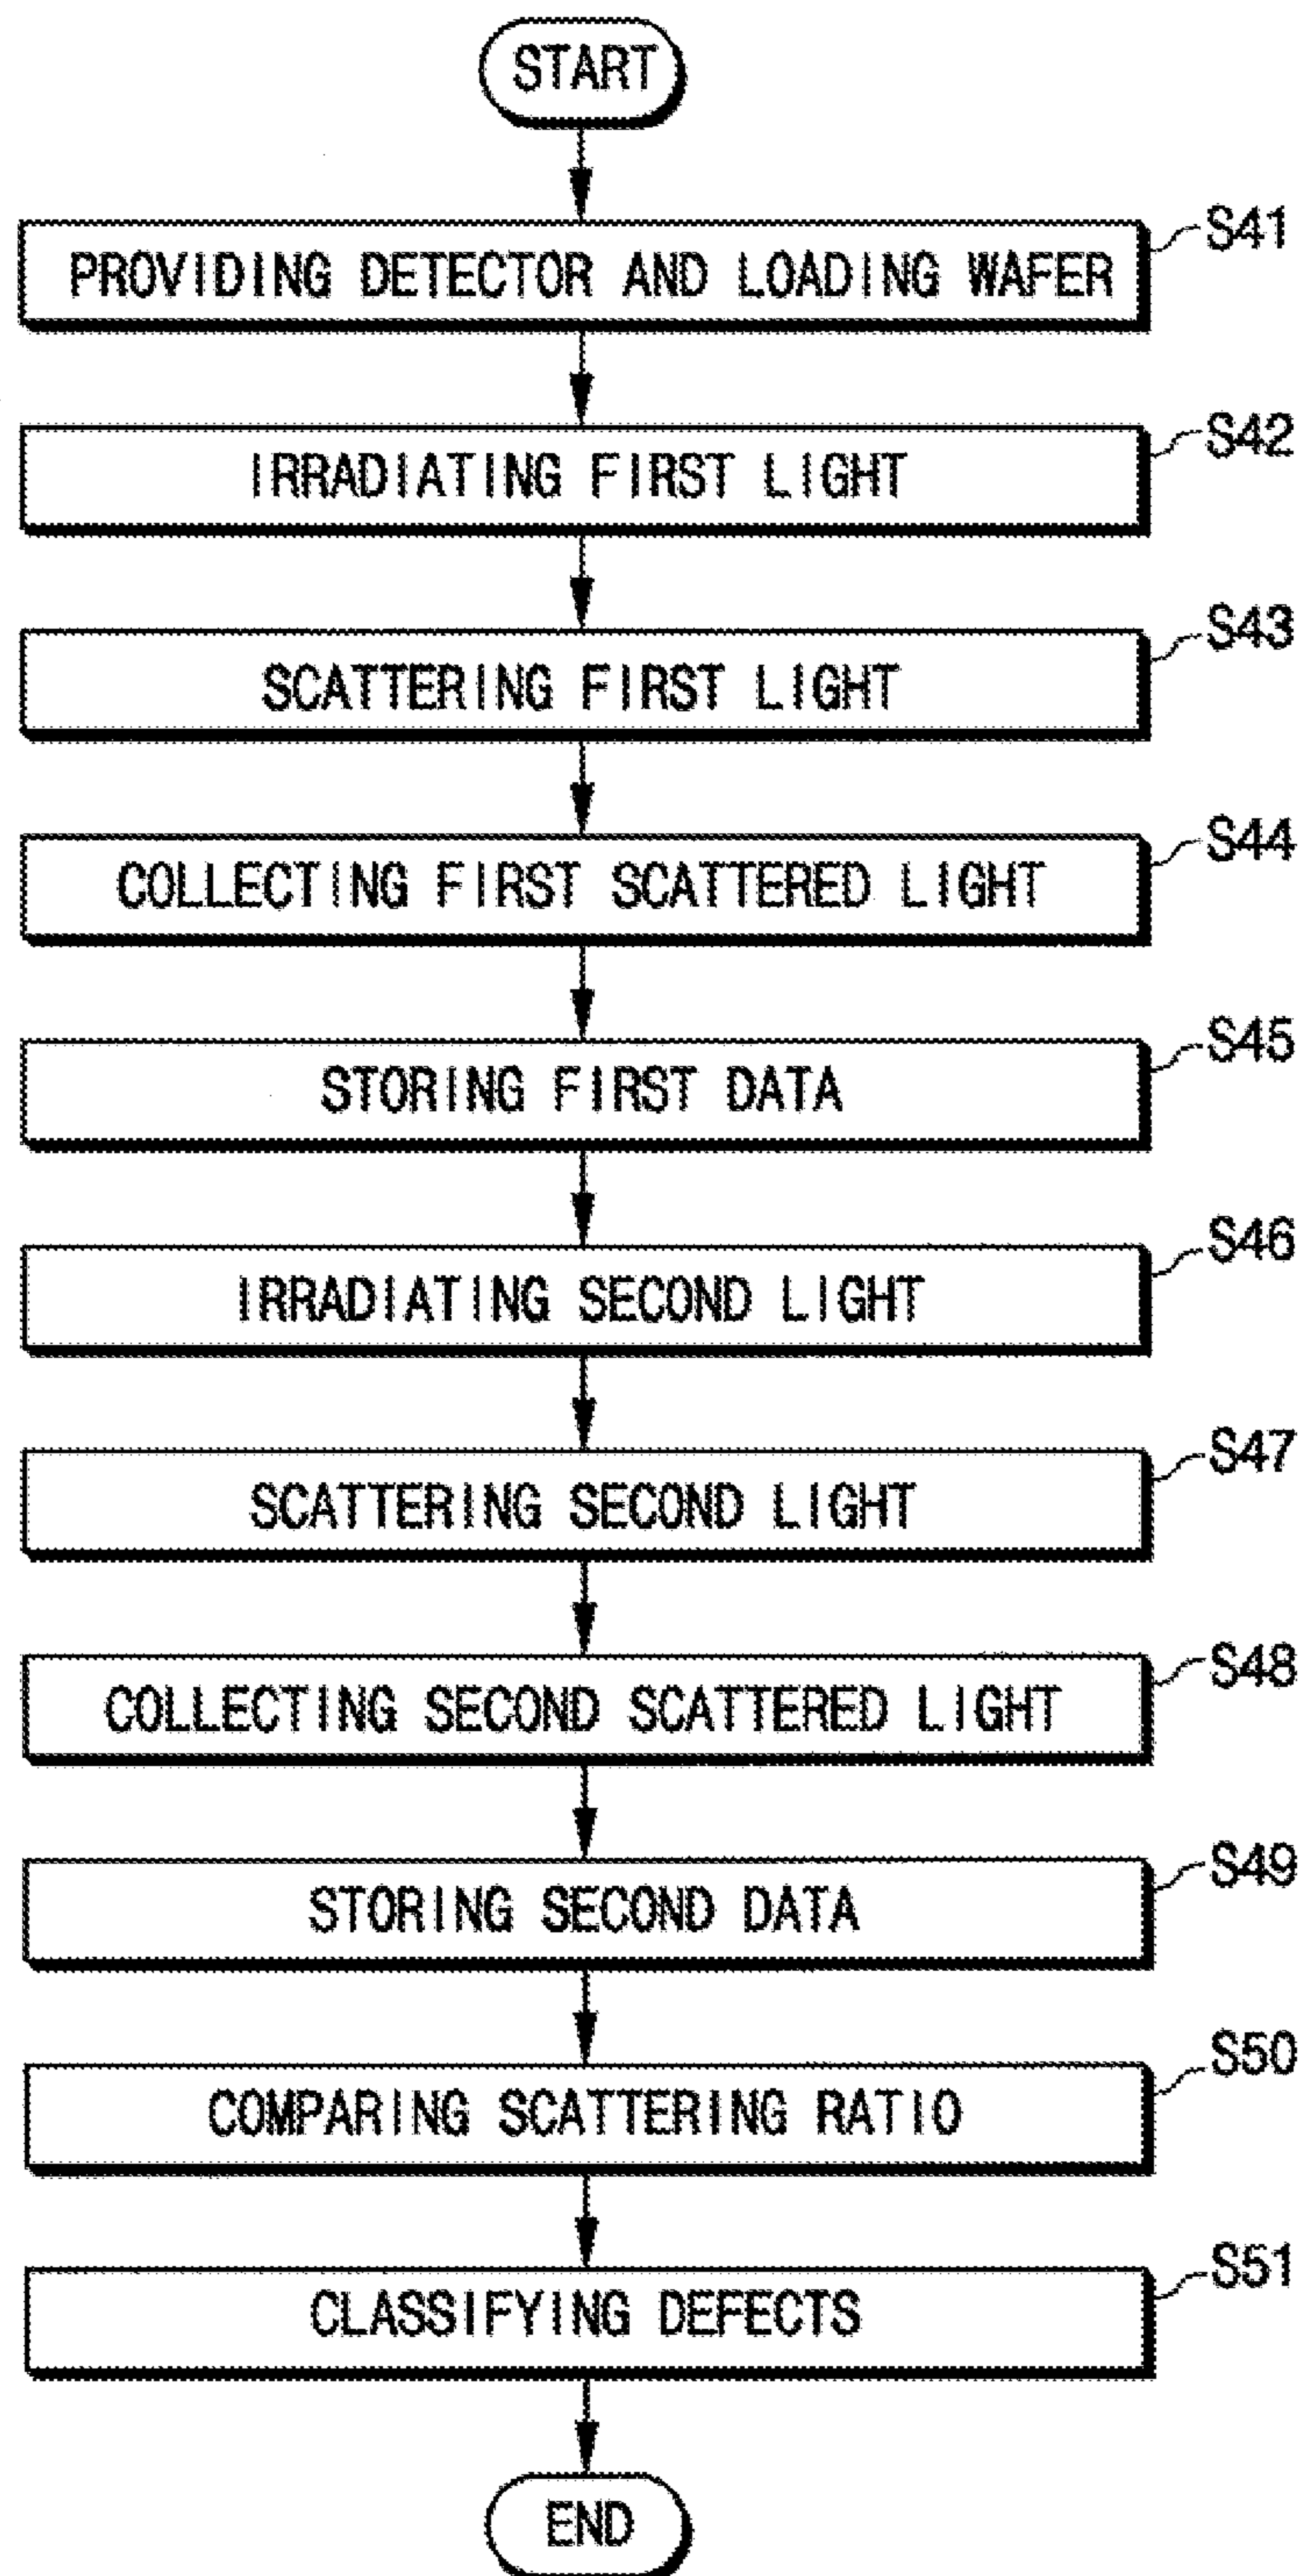 START
PROVIDING DETECTOR AND LOADING WAFER
S41
IRRADIATING FIRST LIGHT
S42
SCATTERING FIRST LIGHT
S43
COLLECTING FIRST SCATTERED LIGHT
S44
STORING FIRST DATA
S45
IRRADIATING SECOND LIGHT
S46
SCATTERING SECOND LIGHT
S47
COLLECTING SECOND SCATTERED LIGHT
S48
STORING SECOND DATA
S49
COMPARING SCATTERING RATIO
S50
CLASSIFYING DEFECTS
S51
END